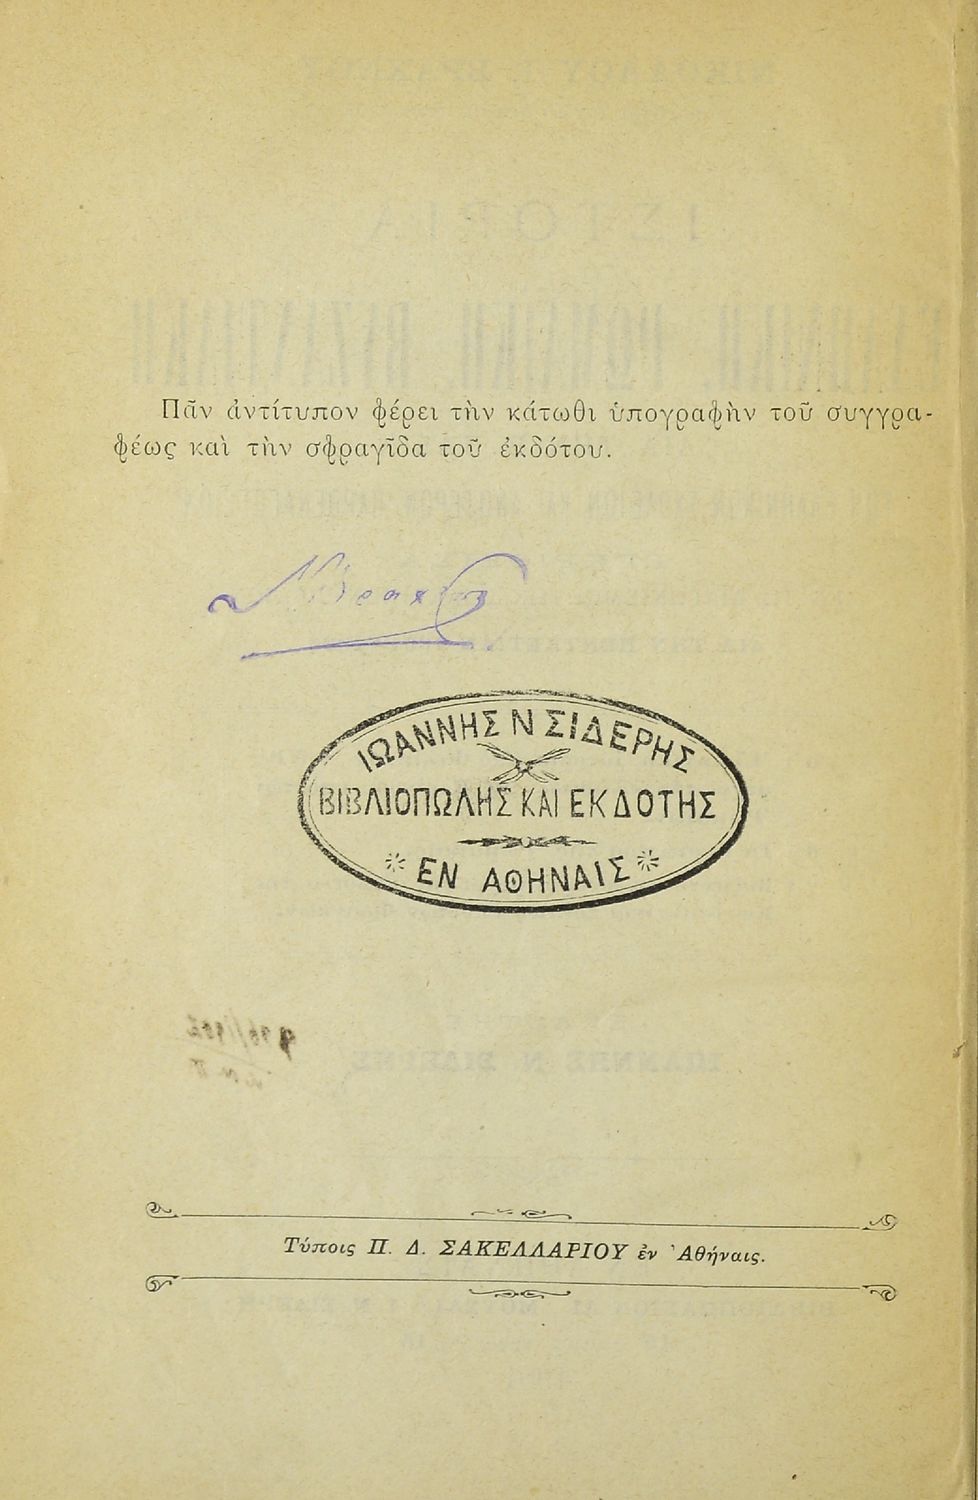 Πᾶν ἀντίτυπον φέρει τὴν κάτωθι ὑπογραφὴν τοῦ συγγρα-
φέως καὶ τὴν σφραγῖδα τοῦ ἐκδότου.
ΙΩΑΝΝΗΣ Ν ΣΙΔΕΡΗΣ
ΒΙΒΛΙΟΠΩΛΗΣ ΚΑΙ ΕΚΔΟΤΗΣ
ΕΝ ΑΘΗΝΑΙΣ
Τύποις Π. Δ. ΣΑΚΕΛΛΑΡΙΟΥ ἐν Ἀθήναις.